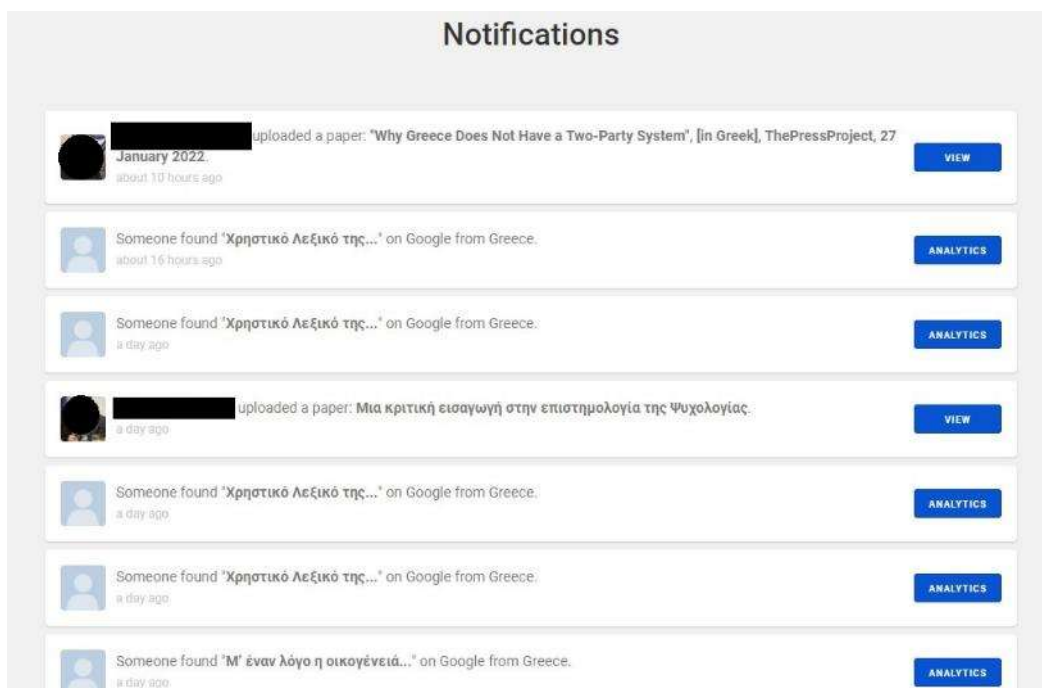 Notifications
uploaded a paper: "Why Greece Does Not Have a Two-Party System", [in Greek], ThePressProject, 27
January 2022.
VIEW
about 10 hours ago
Someone found "Χρηστικό Λεξικό της..." on Google from Greece.
ANALYTICS
about 16 hours ago
Someone found "Χρηστικό Λεξικό της..." on Google from Greece.
ANALYTICS
a day ago
uploaded a paper: Μια κριτική εισαγωγή στην επιστημολογία της Ψυχολογίας.
VIEW
a day ago
Someone found "Χρηστικό Λεξικό της..." on Google from Greece.
ANALYTICS
a day ago
Someone found "Χρηστικό Λεξικό της..." on Google from Greece.
ANALYTICS
a day ago
Someone found "Μ' έναν λόγο η οικογένειά..." on Google from Greece.
ANALYTICS
a day ago